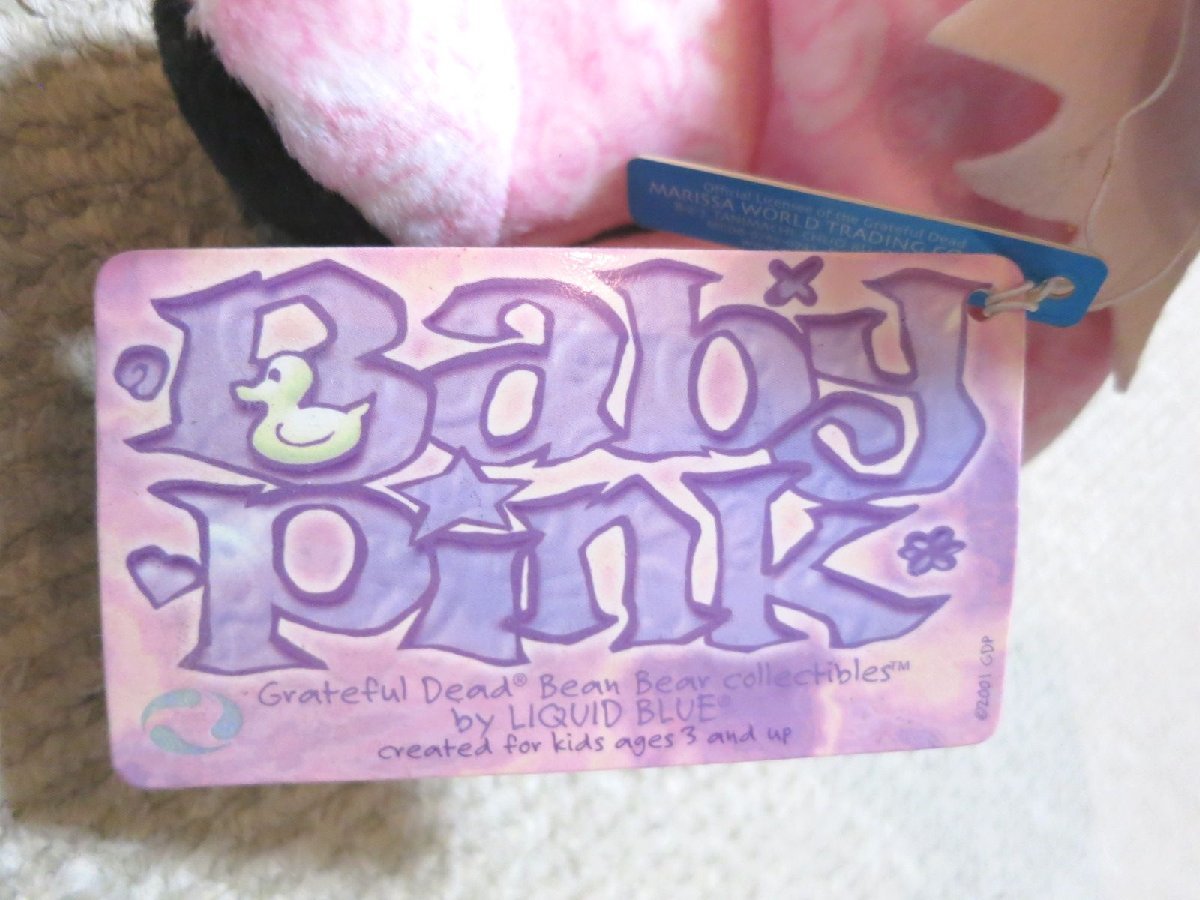 Official Licensee of the Grateful Dead
MARISSA WORLD TRADING
Baby
Pink
Grateful Dead® Bean Bear collectibles™
by LIQUID BLUE®
created for kids ages 3 and up
©2001 GDP